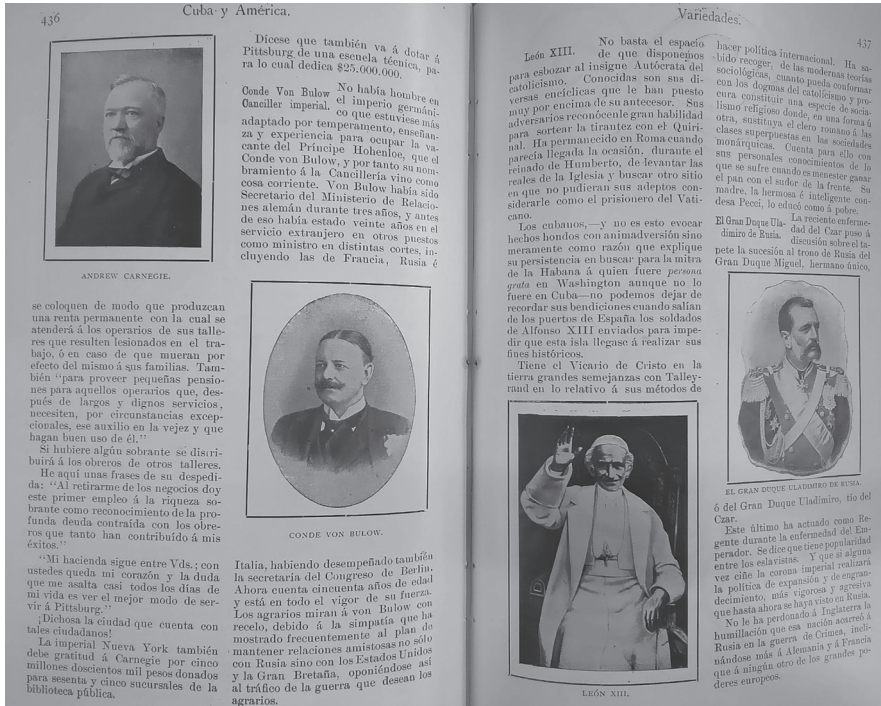 436
Cuba y América.
ANDREW CARNEGIE.
se coloquen de modo que produzcan
una renta permanente con la cual se
atenderá á los operarios de sus talle-
res que resulten lesionados en el tra-
bajo, ó en caso de que mueran por
efecto del mismo á sus familias. Tam-
bién "para proveer pequeñas pensio-
nes para aquellos operarios que, des-
pués de largos y dignos servicios,
necesiten, por circunstancias excep-
cionales, ese auxilio en la vejez y que
hagan buen uso de él."
Si hubiere algún sobrante se distri-
buirá á los obreros de otros talleres.
He aquí unas frases de su despedi-
da: "Al retirarme de los negocios doy
este primer empleo á la riqueza so-
brante como reconocimiento de la pro-
funda deuda contraída con los obre-
ros que tanto han contribuído á mis
éxitos."
"Mi hacienda sigue entre Vds.; con
ustedes queda mi corazón y la duda
que me asalta casi todos los días de
mi vida es ver el modo mejor de ser-
vir á Pittsburg."
¡Dichosa la ciudad que cuenta con
tales ciudadanos!
La imperial Nueva York también
debe gratitud á Carnegie por cinco
millones doscientos mil pesos donados
para sesenta y cinco sucursales de la
biblioteca pública.
Dícese que también va á dotar á
Pittsburg de una escuela técnica, pa-
ra lo cual dedica $25.000.000.
Conde Von Bulow
Canciller imperial.
No había hombre en
el imperio germáni-
co que estuviese más
adaptado por temperamento, enseñan-
za y experiencia para ocupar la va-
cante del Príncipe Hohenloe, que el
Conde von Bulow, y por tanto su nom-
bramiento á la Cancillería vino como
cosa corriente. Von Bulow había sido
Secretario del Ministerio de Relacio-
nes alemán durante tres años, y antes
de eso había estado veinte años en el
servicio extranjero en otros puestos
como ministro en distintas cortes, in-
cluyendo las de Francia, Rusia é
CONDE VON BULOW.
Italia, habiendo desempeñado también
la secretaria del Congreso de Berlin.
Ahora cuenta cincuenta años de edad
y está en todo el vigor de su fuerza.
Los agrarios miran á von Bulow con
recelo, debido á la simpatía que ha
mostrado frecuentemente al plan de
mantener relaciones amistosas no sólo
con Rusia sino con los Estados Unidos
y la Gran Bretaña, oponiéndose así
al tráfico de la guerra que desean los
agrarios.
Variedades.
437
León XIII.
No basta el espacio
de que disponemos
para esbozar al insigne Autócrata del
catolicismo. Conocidas son sus di-
versas encíclicas que le han puesto
muy por encima de su antecesor. Sus
adversarios reconócenle gran habilidad
para sortear la tirantez con el Quiri-
nal. Ha permanecido en Roma cuando
parecía llegada la ocasión, durante el
reinado de Humberto, de levantar las
reales de la Iglesia y buscar otro sitio
en que no pudieran sus adeptos con-
siderarle como el prisionero del Vati-
cano.
Los cubanos,—y no es esto evocar
hechos hondos con animadversión sino
meramente como razón que explique
su persistencia en buscar para la mitra
de la Habana á quien fuere persona
grata en Washington aunque no lo
fuere en Cuba—no podemos dejar de
recordar sus bendiciones cuando salían
de los puertos de España los soldados
de Alfonso XIII enviados para impe-
dir que esta isla llegase á realizar sus
fines históricos.
Tiene el Vicario de Cristo en la
tierra grandes semejanzas con Talley-
rand en lo relativo á sus métodos de
LEÓN XIII.
hacer política internacional. Ha sa-
bido recoger, de las modernas teorías
sociológicas, cuanto pueda conformar
con los dogmas del catolicismo y pro-
cura constituir una especie de socia-
lismo religioso donde, en una forma ú
otra, sustituya el clero romano á las
clases superpuestas en las sociedades
monárquicas. Cuenta para ello con
sus personales conocimientos de lo
que se sufre cuando es menester ganar
el pan con el sudor de la frente. Su
madre, la hermosa é inteligente con-
desa Pecci, lo educó como á pobre.
El Gran Duque Ula-
dimiro de Rusia.
La reciente enferme-
dad del Czar puso á
discusión sobre el ta-
pete la sucesión al trono de Rusia del
Gran Duque Miguel, hermano único,
EL GRAN DUQUE ULADIMIRO DE RUSIA.
ó del Gran Duque Uladimiro, tío del
Czar.
Este último ha actuado como Re-
gente durante la enfermedad del Em-
perador. Se dice que tiene popularidad
entre los eslavistas. Y que si alguna
vez ciñe la corona imperial realizará
la política de expansión y de engran-
decimiento, más vigorosa y agresiva
que hasta ahora se haya visto en Rusia.
No le ha perdonado á Inglaterra la
humillación que esa nación acarreó á
Rusia en la guerra de Crimea, incli-
nándose más á Alemania y á Francia
que á ningún otro de los grandes po-
deres europeos.